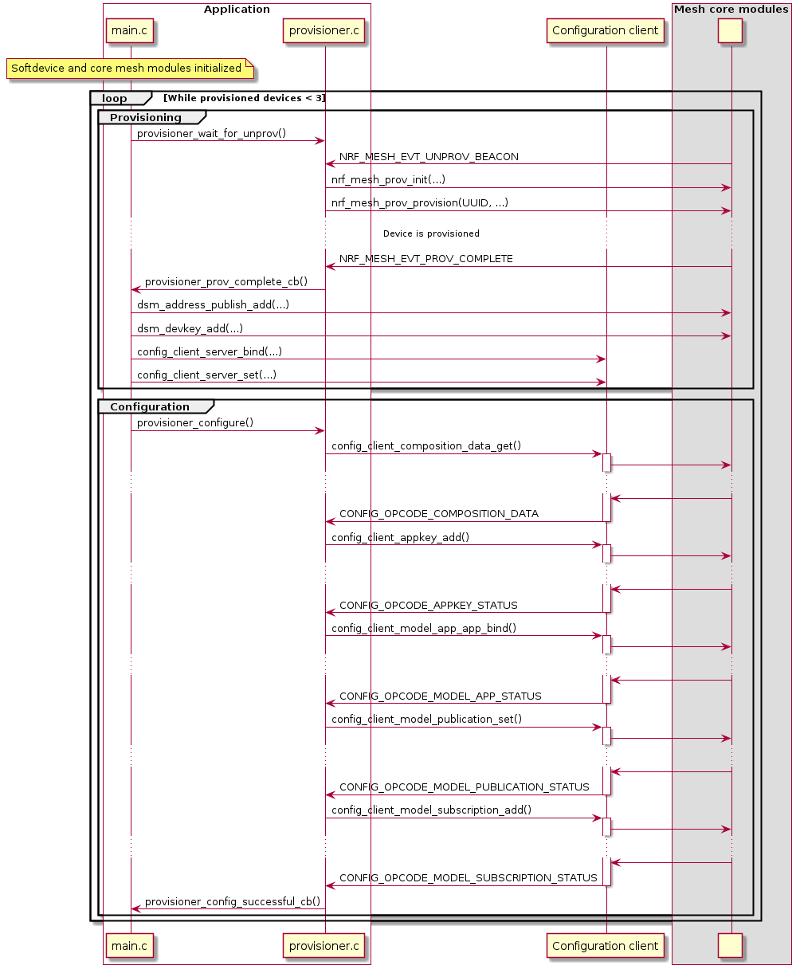 Application
Mesh core modules
main.c
provisioner.c
Configuration client
Softdevice and core mesh modules initialized
loop
[While provisioned devices < 3]
Provisioning
provisioner_wait_for_unprov()
NRF_MESH_EVT_UNPROV_BEACON
nrf_mesh_prov_init(...)
nrf_mesh_prov_provision(UUID, ...)
Device is provisioned
NRF_MESH_EVT_PROV_COMPLETE
provisioner_prov_complete_cb()
dsm_address_publish_add(...)
dsm_devkey_add(...)
config_client_server_bind(...)
config_client_server_set(...)
Configuration
provisioner_configure()
config_client_composition_data_get()
CONFIG_OPCODE_COMPOSITION_DATA
config_client_appkey_add()
CONFIG_OPCODE_APPKEY_STATUS
config_client_model_app_app_bind()
CONFIG_OPCODE_MODEL_APP_STATUS
config_client_model_publication_set()
CONFIG_OPCODE_MODEL_PUBLICATION_STATUS
config_client_model_subscription_add()
CONFIG_OPCODE_MODEL_SUBSCRIPTION_STATUS
provisioner_config_successful_cb()
main.c
provisioner.c
Configuration client